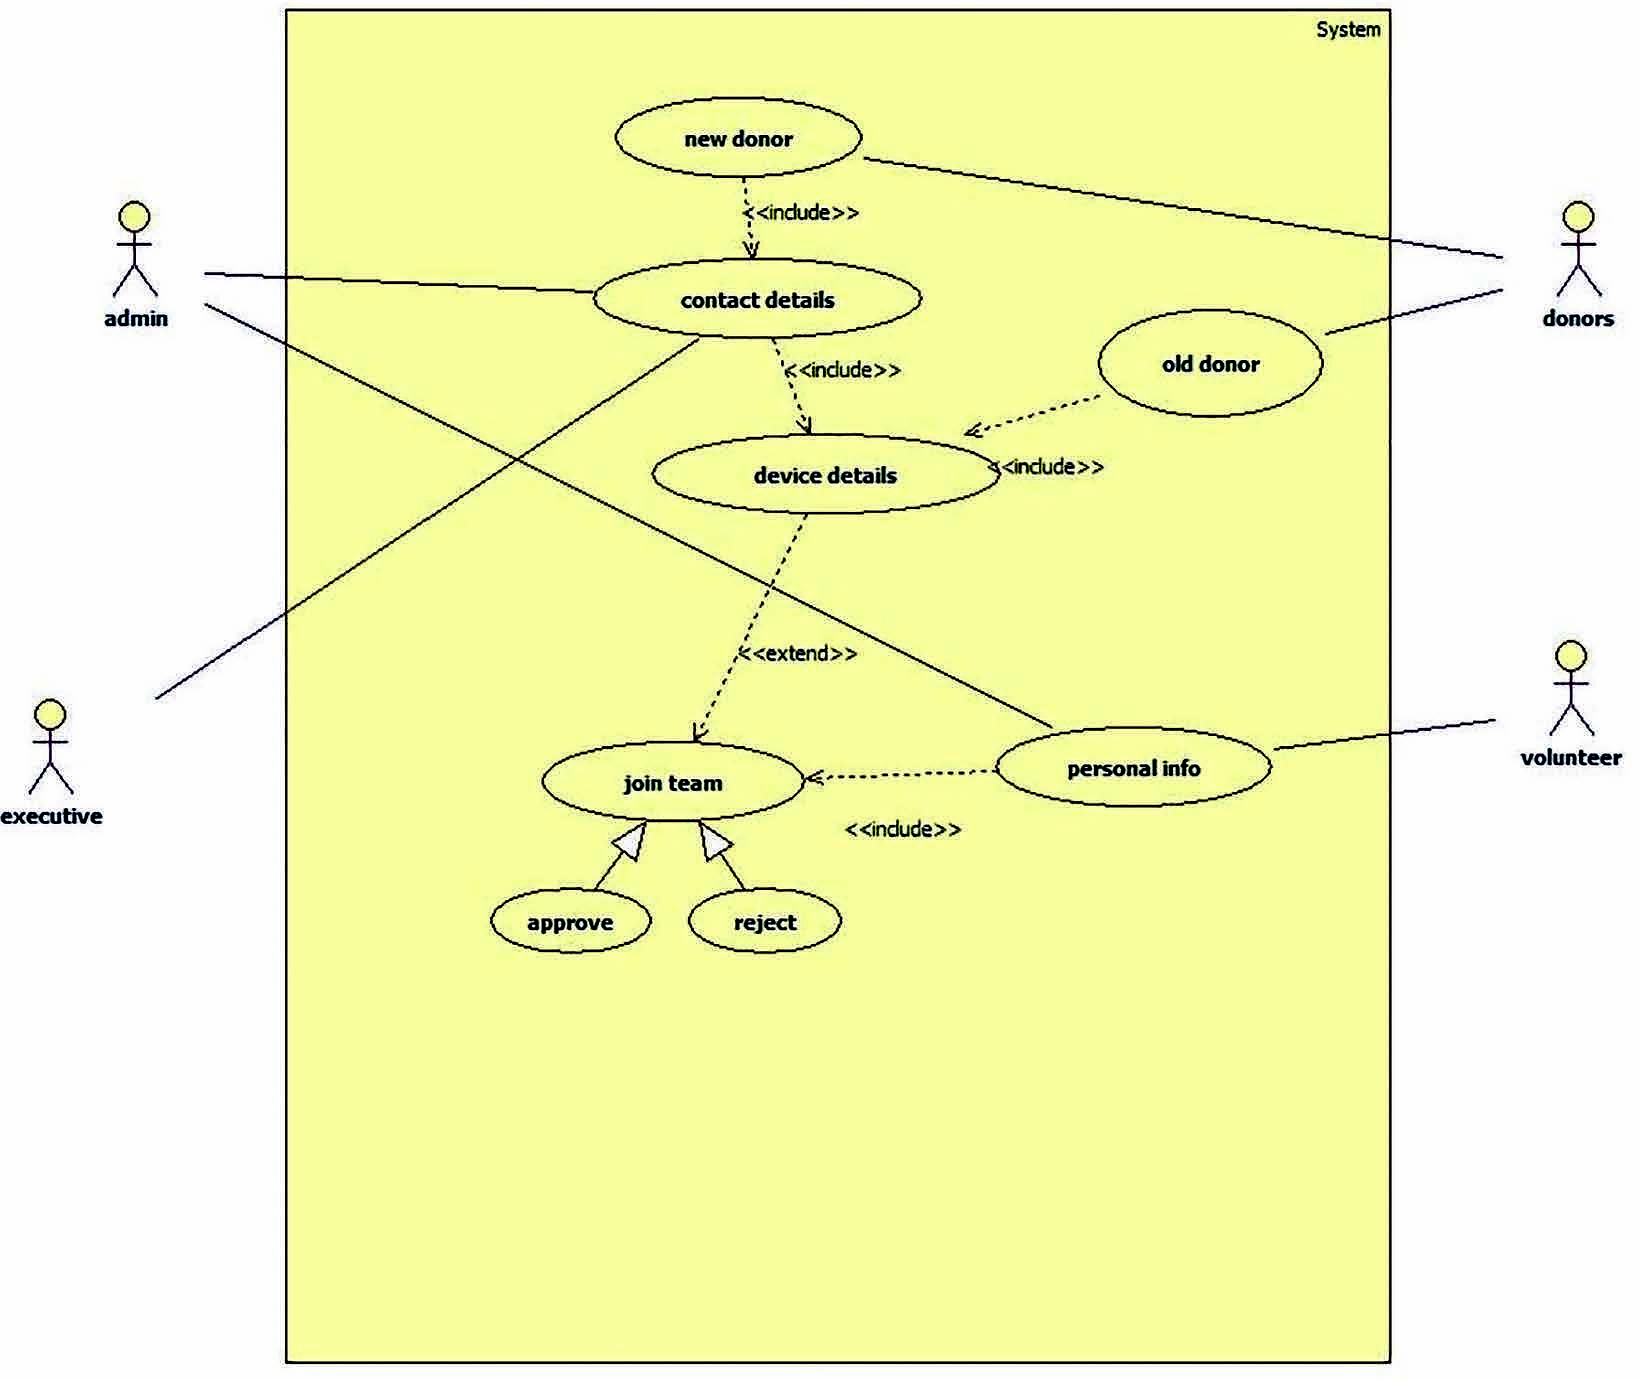 System
new donor
<<include>>
contact details
admin
donors
<<include>>
old donor
device details
<<include>>
<<extend>>
join team
personal info
volunteer
executive
<<include>>
approve
reject